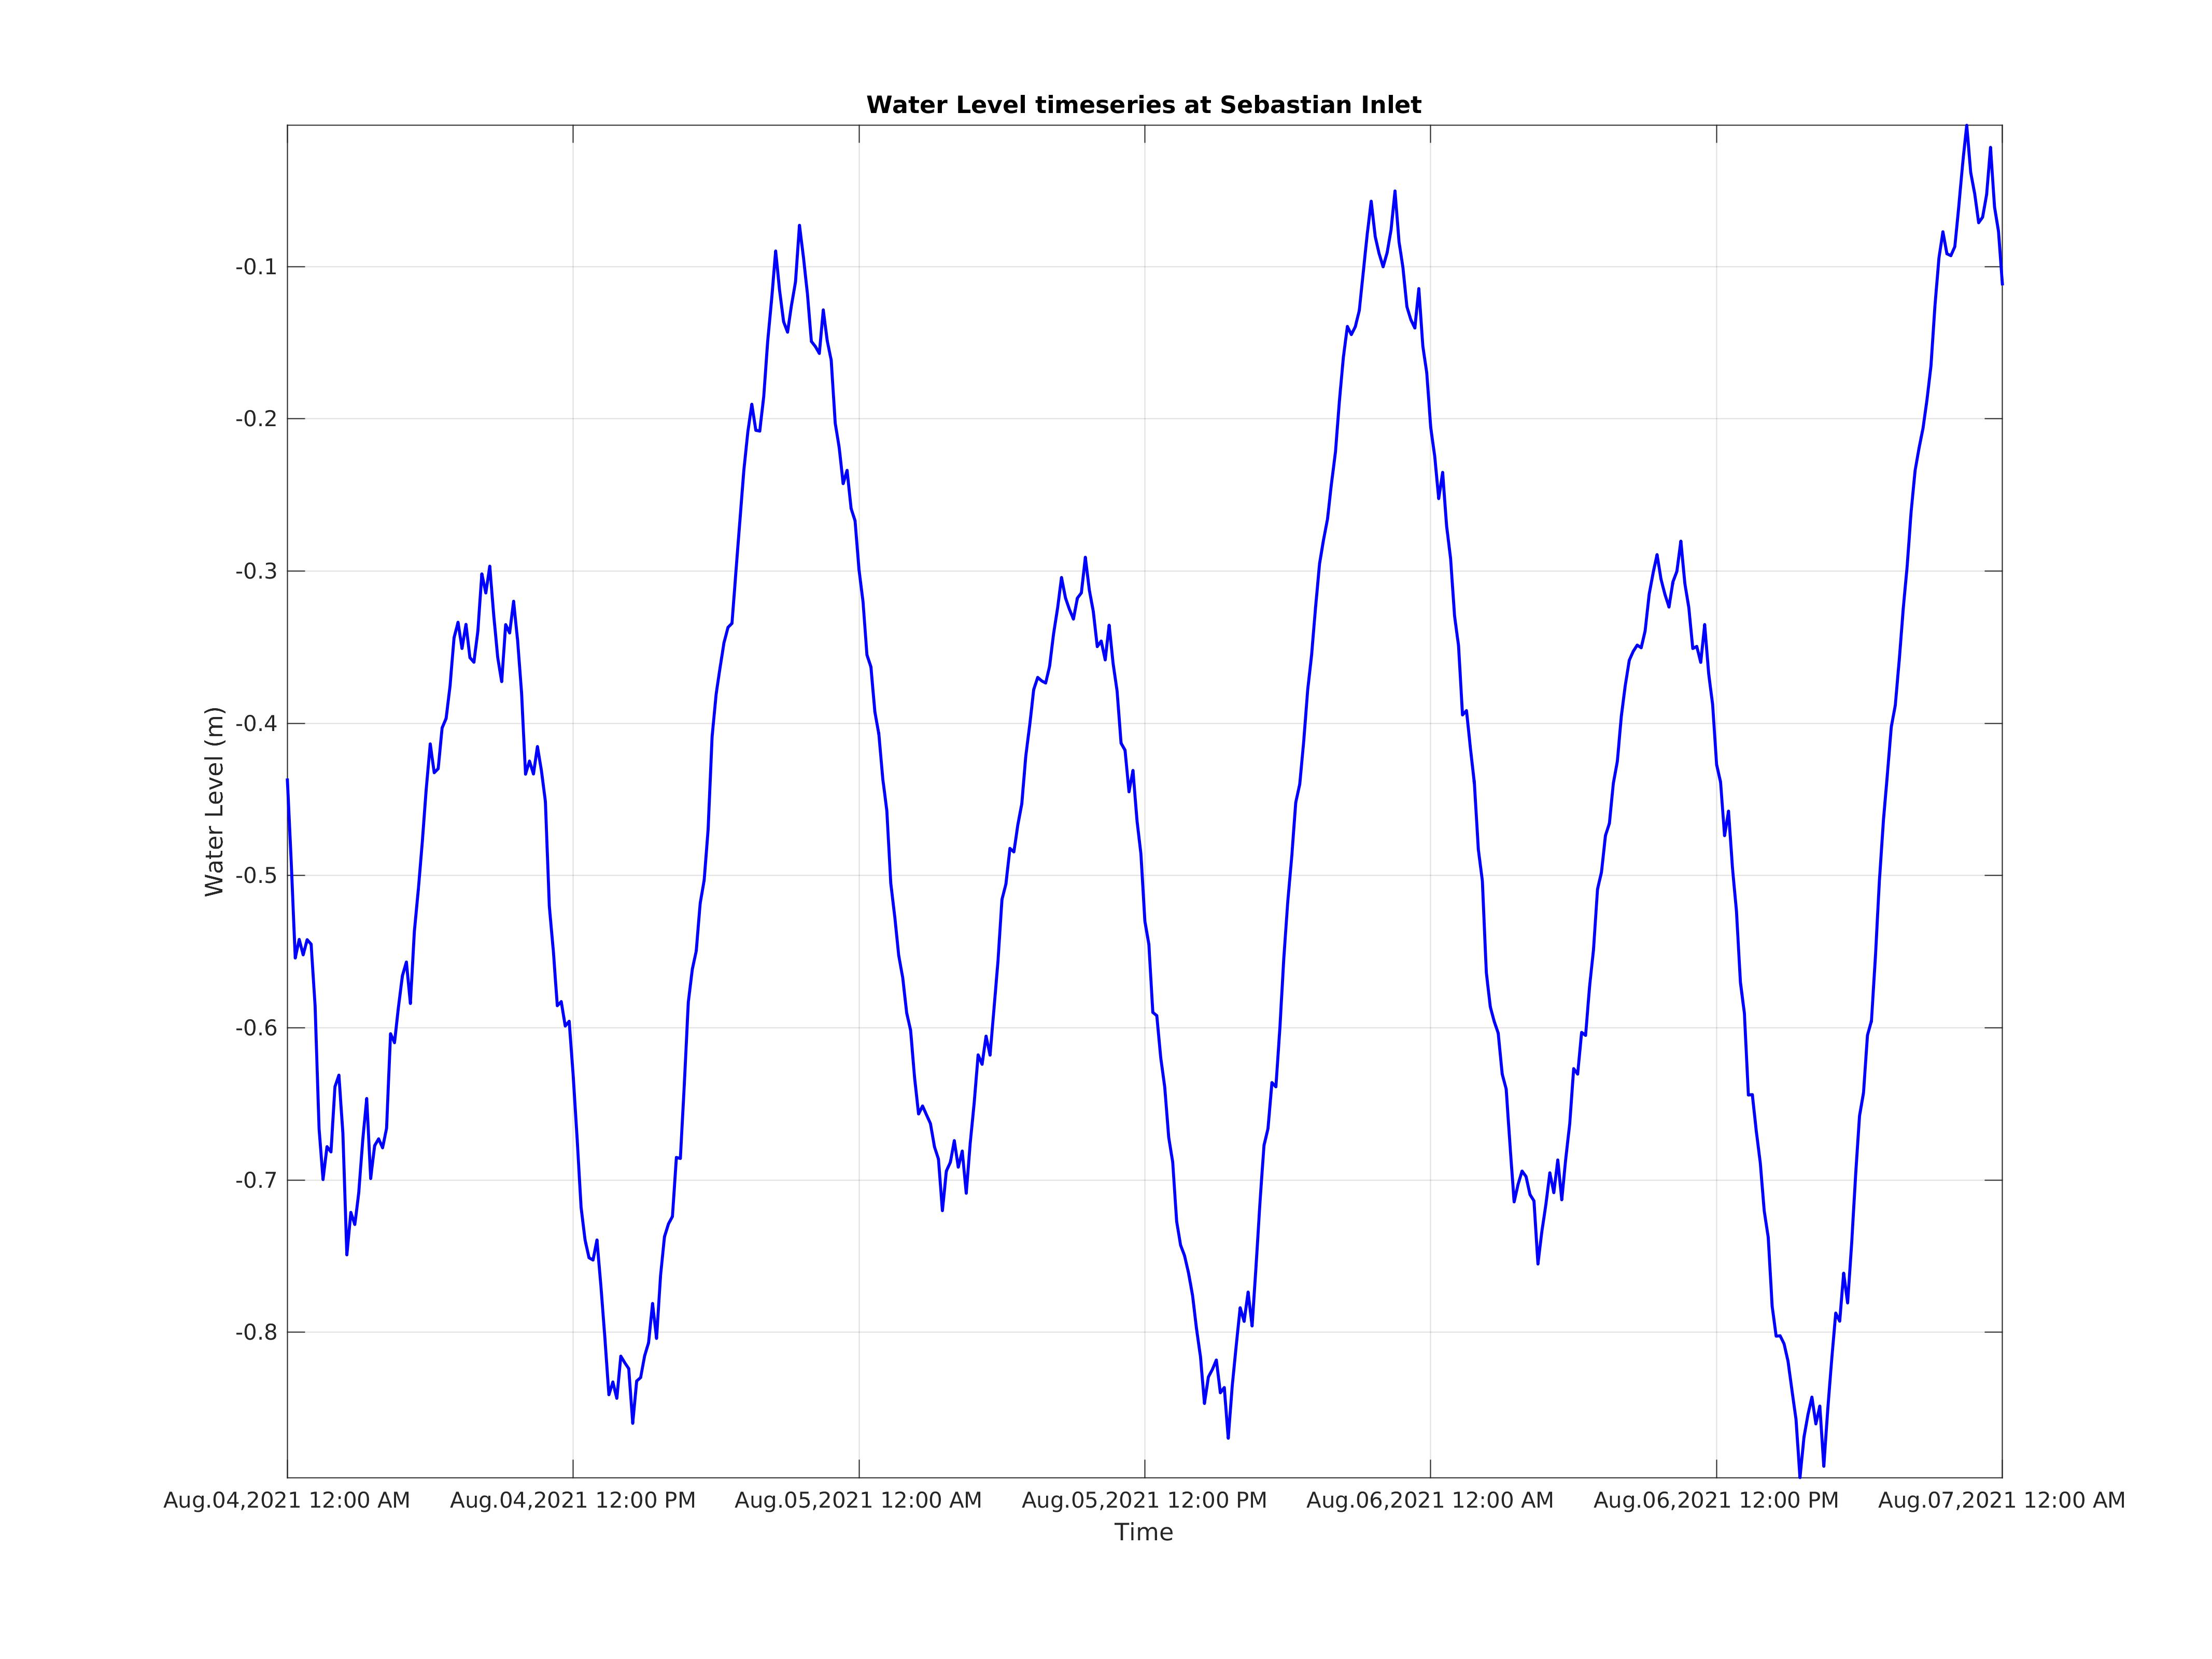 Water Level timeseries at Sebastian Inlet
Water Level (m)
-0.1
-0.2
-0.3
-0.4
-0.5
-0.6
-0.7
-0.8
Aug.04,2021 12:00 AM
Aug.04,2021 12:00 PM
Aug.05,2021 12:00 AM
Aug.05,2021 12:00 PM
Aug.06,2021 12:00 AM
Aug.06,2021 12:00 PM
Aug.07,2021 12:00 AM
Time